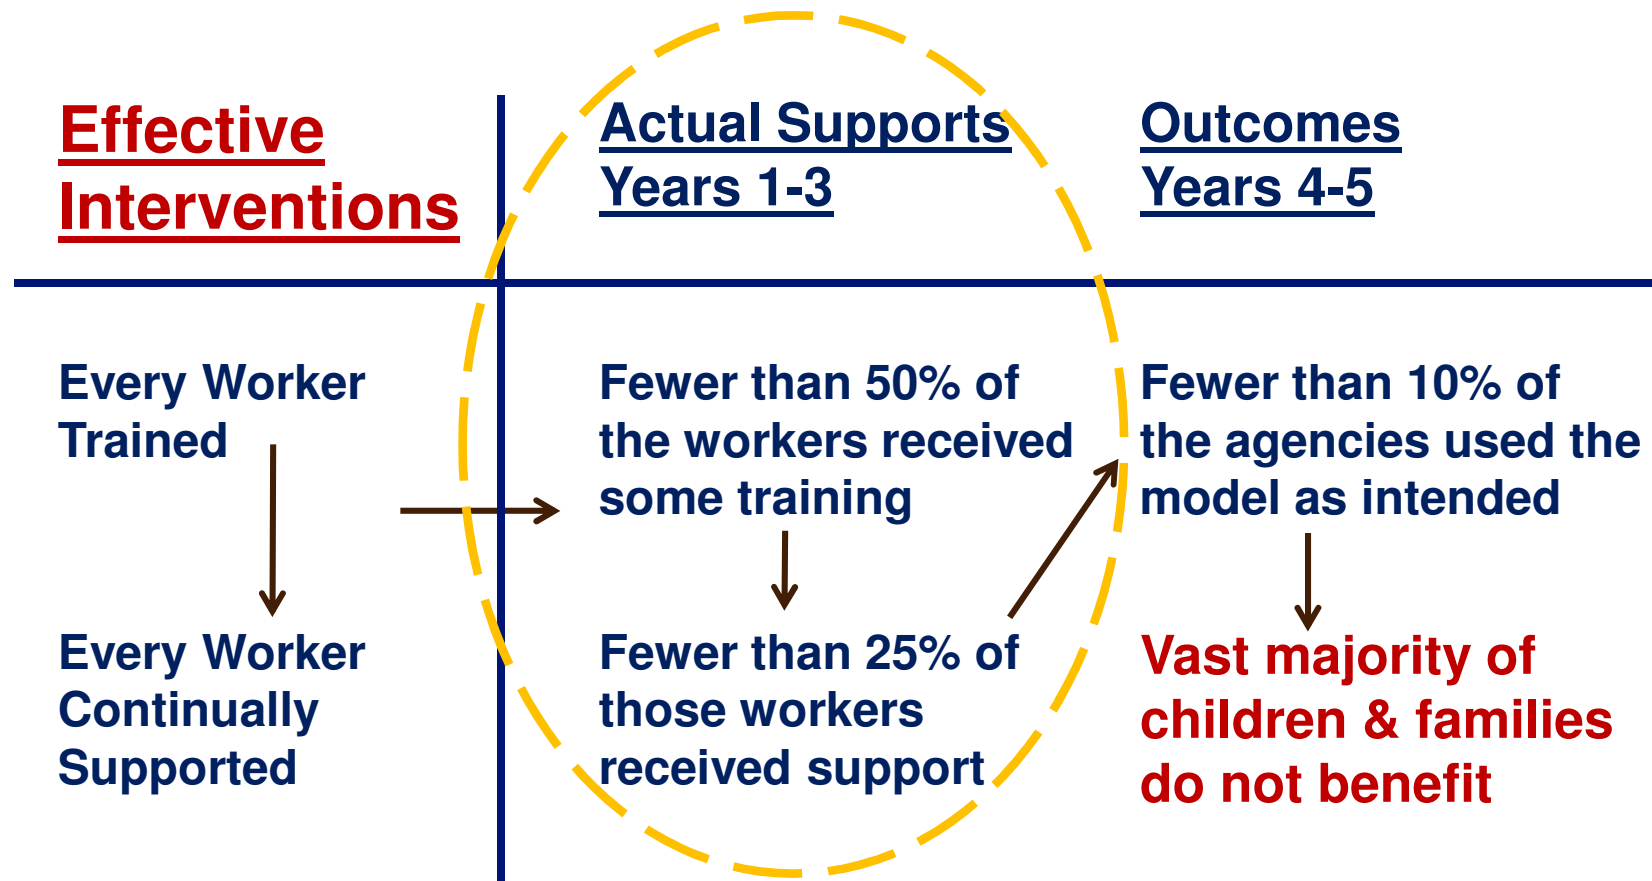 Effective
Interventions
Actual Supports
Years 1-3
Outcomes
Years 4-5
Every Worker
Trained
Fewer than 50% of
the workers received
some training
Fewer than 10% of
the agencies used the
model as intended
Every Worker
Continually
Supported
Fewer than 25% of
those workers
received support
Vast majority of
children & families
do not benefit